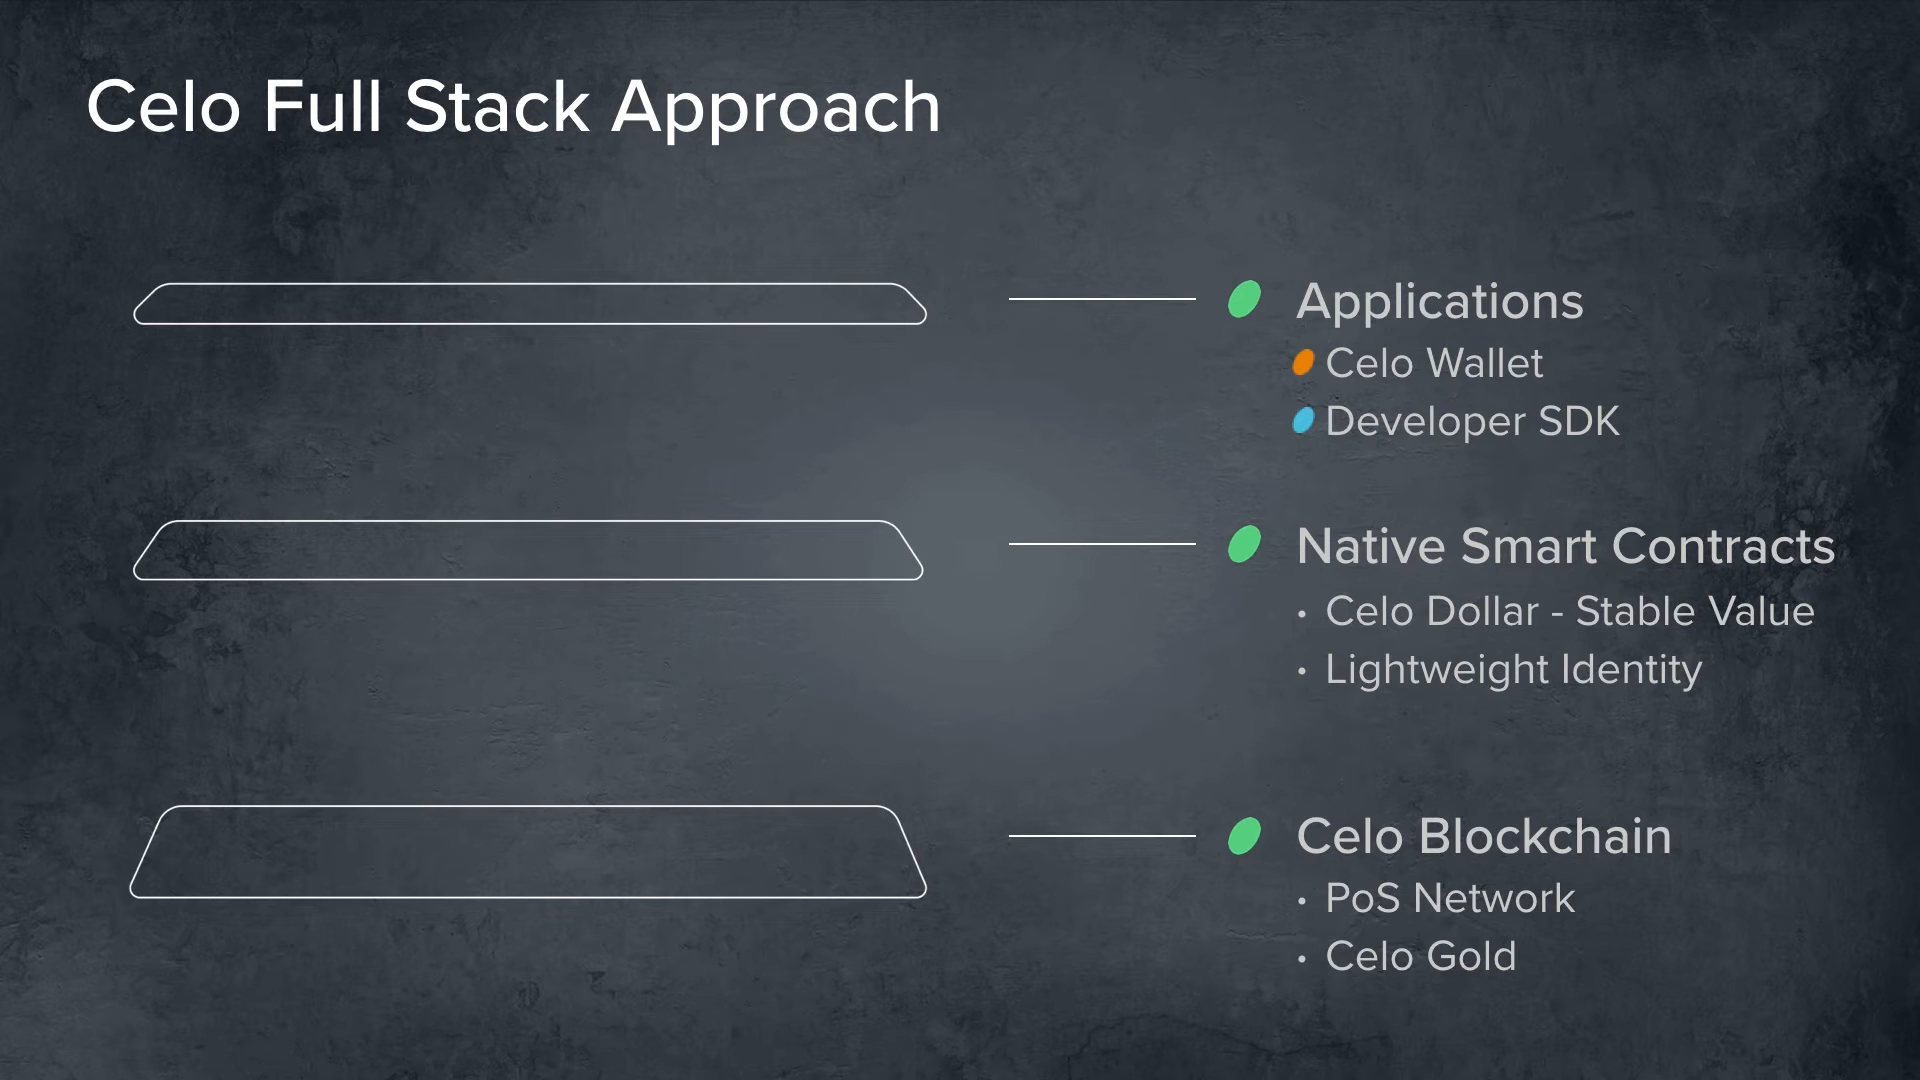 Celo Full Stack Approach
Applications
Celo Wallet
Developer SDK
Native Smart Contracts
• Celo Dollar - Stable Value
• Lightweight Identity
Celo Blockchain
• PoS Network
• Celo Gold